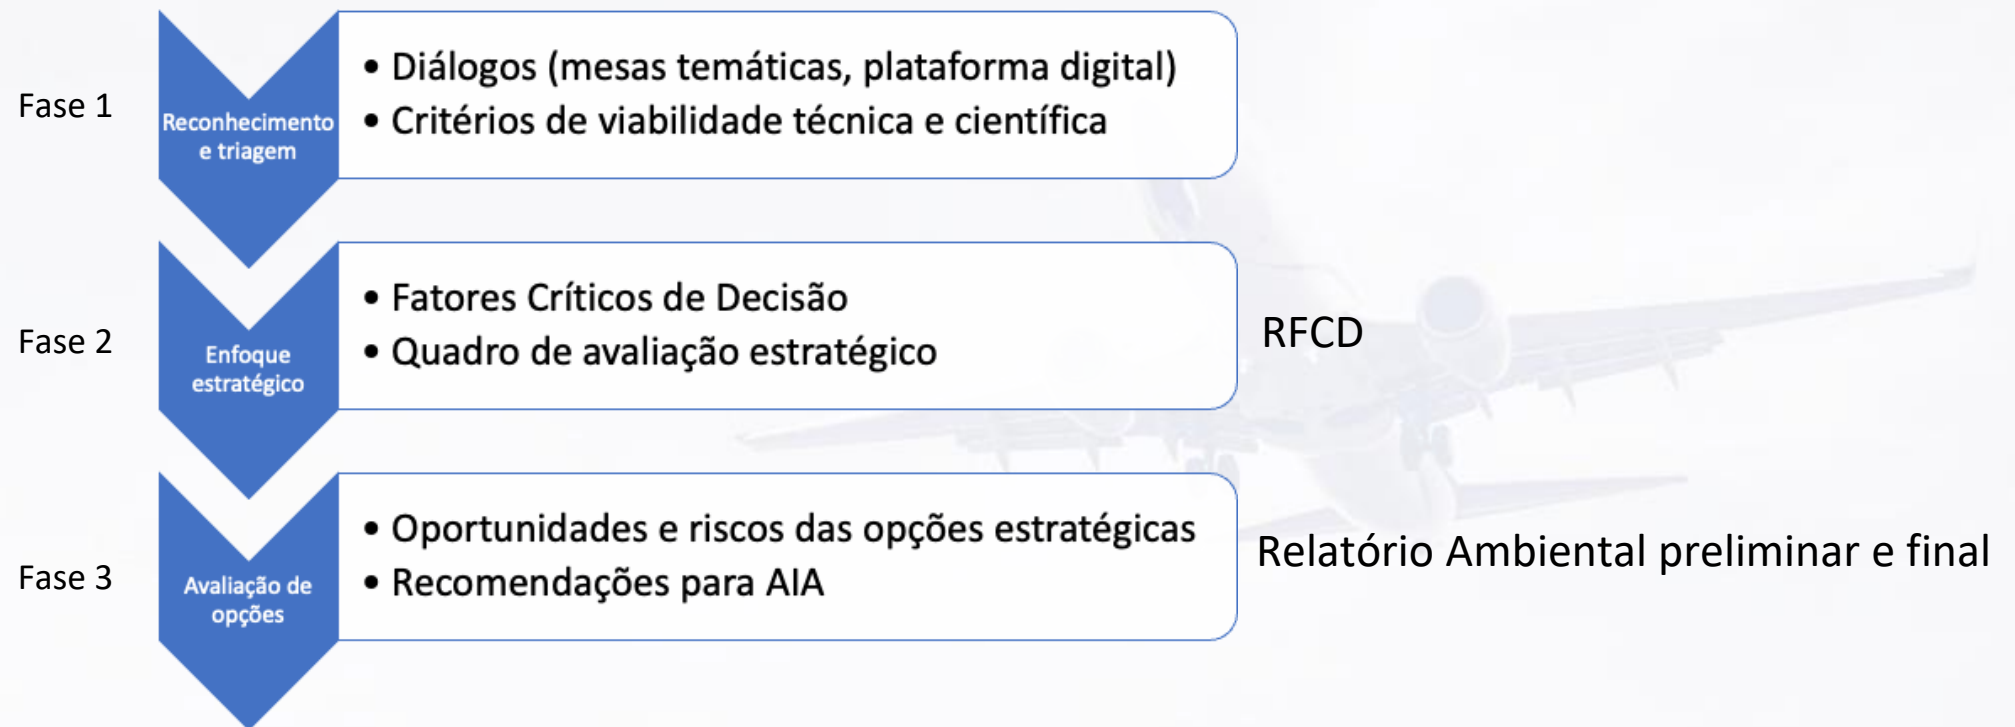 Fase 1
Reconhecimento
e triagem
• Diálogos (mesas temáticas, plataforma digital)
• Critérios de viabilidade técnica e científica
Fase 2
Enfoque
estratégico
• Fatores Críticos de Decisão
• Quadro de avaliação estratégico
RFCD
Fase 3
Avaliação de
opções
• Oportunidades e riscos das opções estratégicas
• Recomendações para AIA
Relatório Ambiental preliminar e final